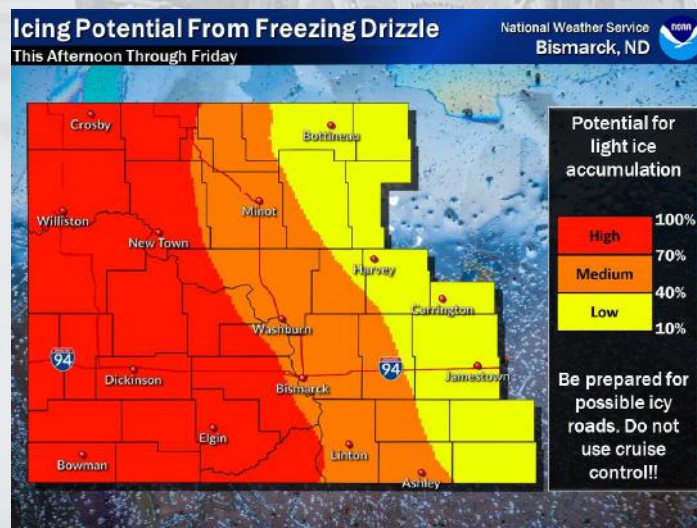 Icing Potential From Freezing Drizzle
This Afternoon Through Friday
National Weather Service
Bismarck, ND
NOAA
Crosby
Bottineau
Williston
Minot
New Town
Harvey
Carrington
Washburn
94
94
Dickinson
Bismarck
Jamestown
Elgin
Linton
Bowman
Ashley
Potential for
light ice
accumulation
100%
High
70%
Medium
40%
Low
10%
Be prepared for
possible icy
roads. Do not
use cruise
control!!